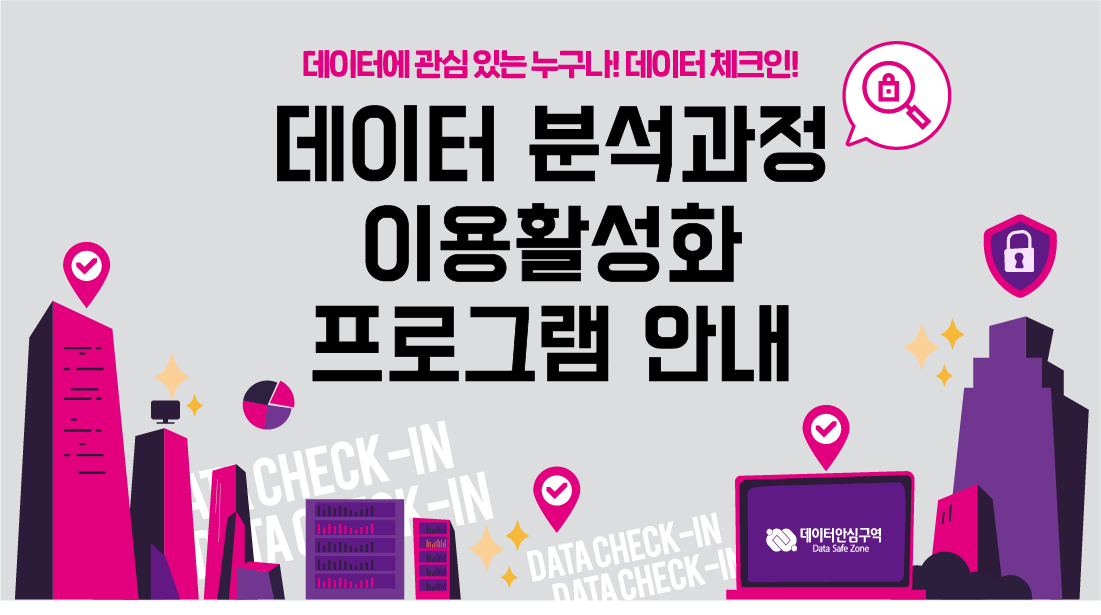 데이터에 관심 있는 누구나! 데이터 체크인!
데이터 분석과정
이용활성화
프로그램 안내
DATA CHECK-IN
DATA CHECK-IN
DATA CHECK-IN
DATA CHECK-IN
데이터안심구역
Data Safe Zone